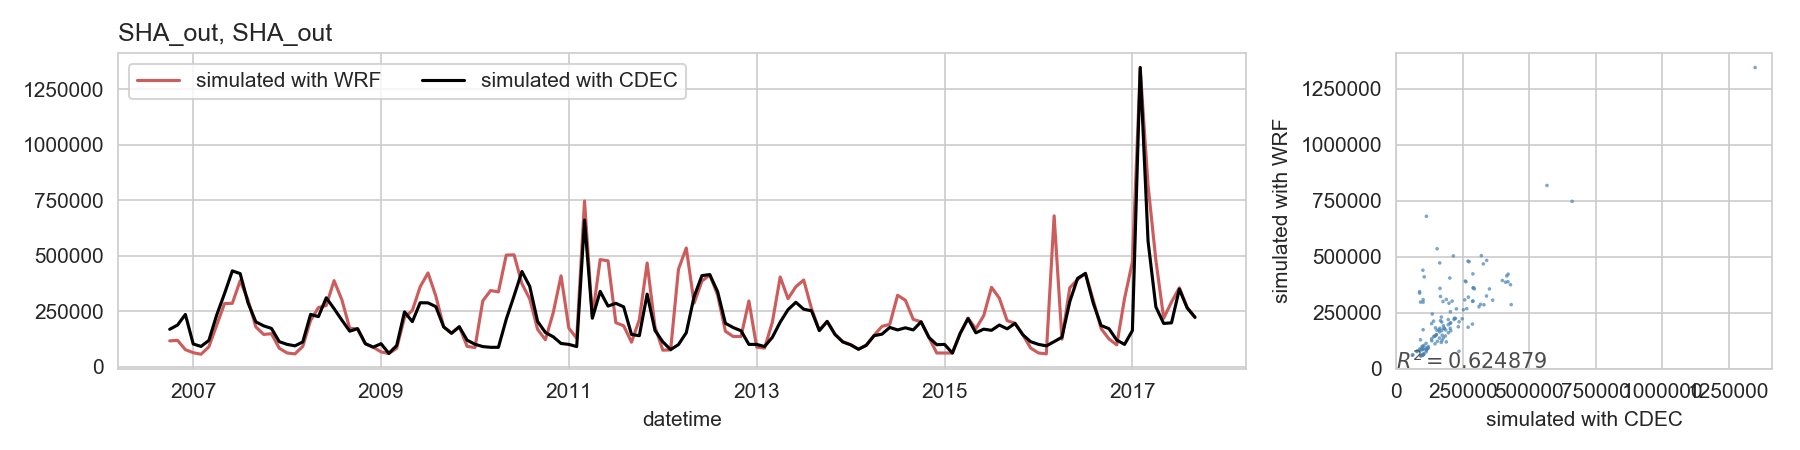 SHA_out, SHA_out
simulated with WRF
simulated with CDEC
1250000
1000000
750000
500000
250000
0
2007 2009 2011 2013 2015 2017
datetime
simulated with WRF
1250000
1000000
750000
500000
250000
0
R² = 0.624879
0 250000 500000 750000 1000000 1250000
simulated with CDEC